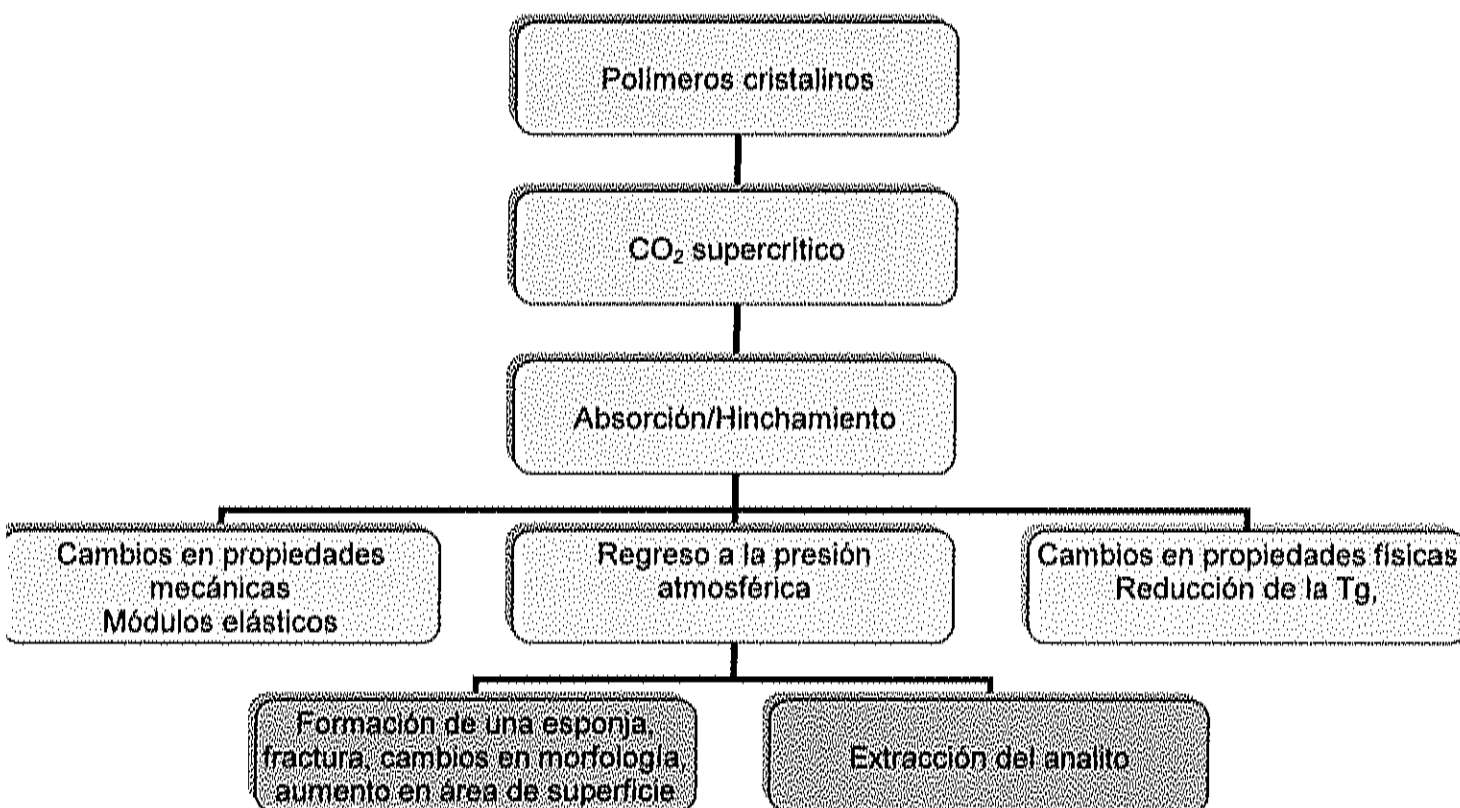 Polímeros cristalinos
CO₂ supercrítico
Absorción/Hinchamiento
Cambios en propiedades
mecánicas
Módulos elásticos
Regreso a la presión
atmosférica
Cambios en propiedades físicas
Reducción de la Tg,
Formación de una esponja,
fractura, cambios en morfología,
aumento en área de superficie
Extracción del analito